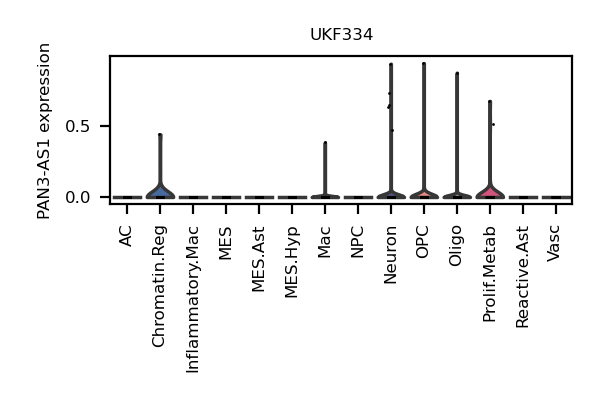 UKF334
PAN3-AS1 expression
0.5
0.0
AC
Chromatin.Reg
Inflammatory.Mac
MES
MES.Ast
MES.Hyp
Mac
NPC
Neuron
OPC
Oligo
Prolif.Metab
Reactive.Ast
Vasc